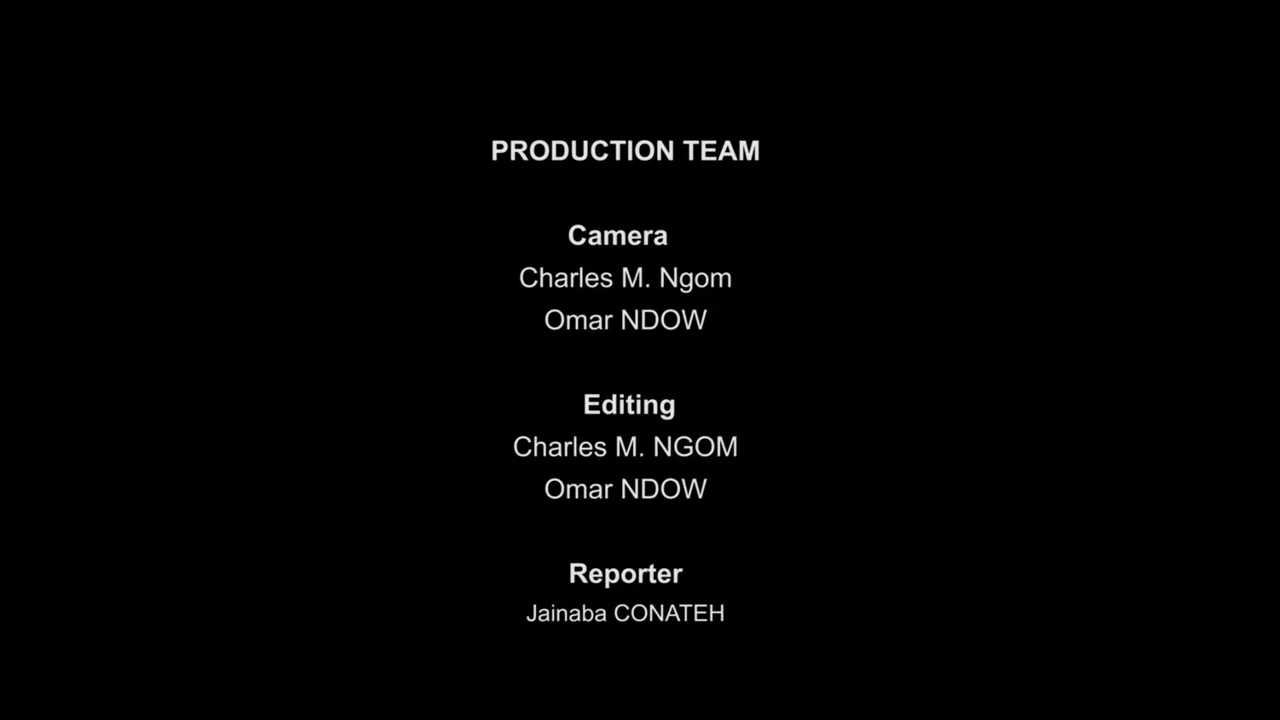 PRODUCTION TEAM
Camera
Charles M. Ngom
Omar NDOW
Editing
Charles M. NGOM
Omar NDOW
Reporter
Jainaba CONATEH